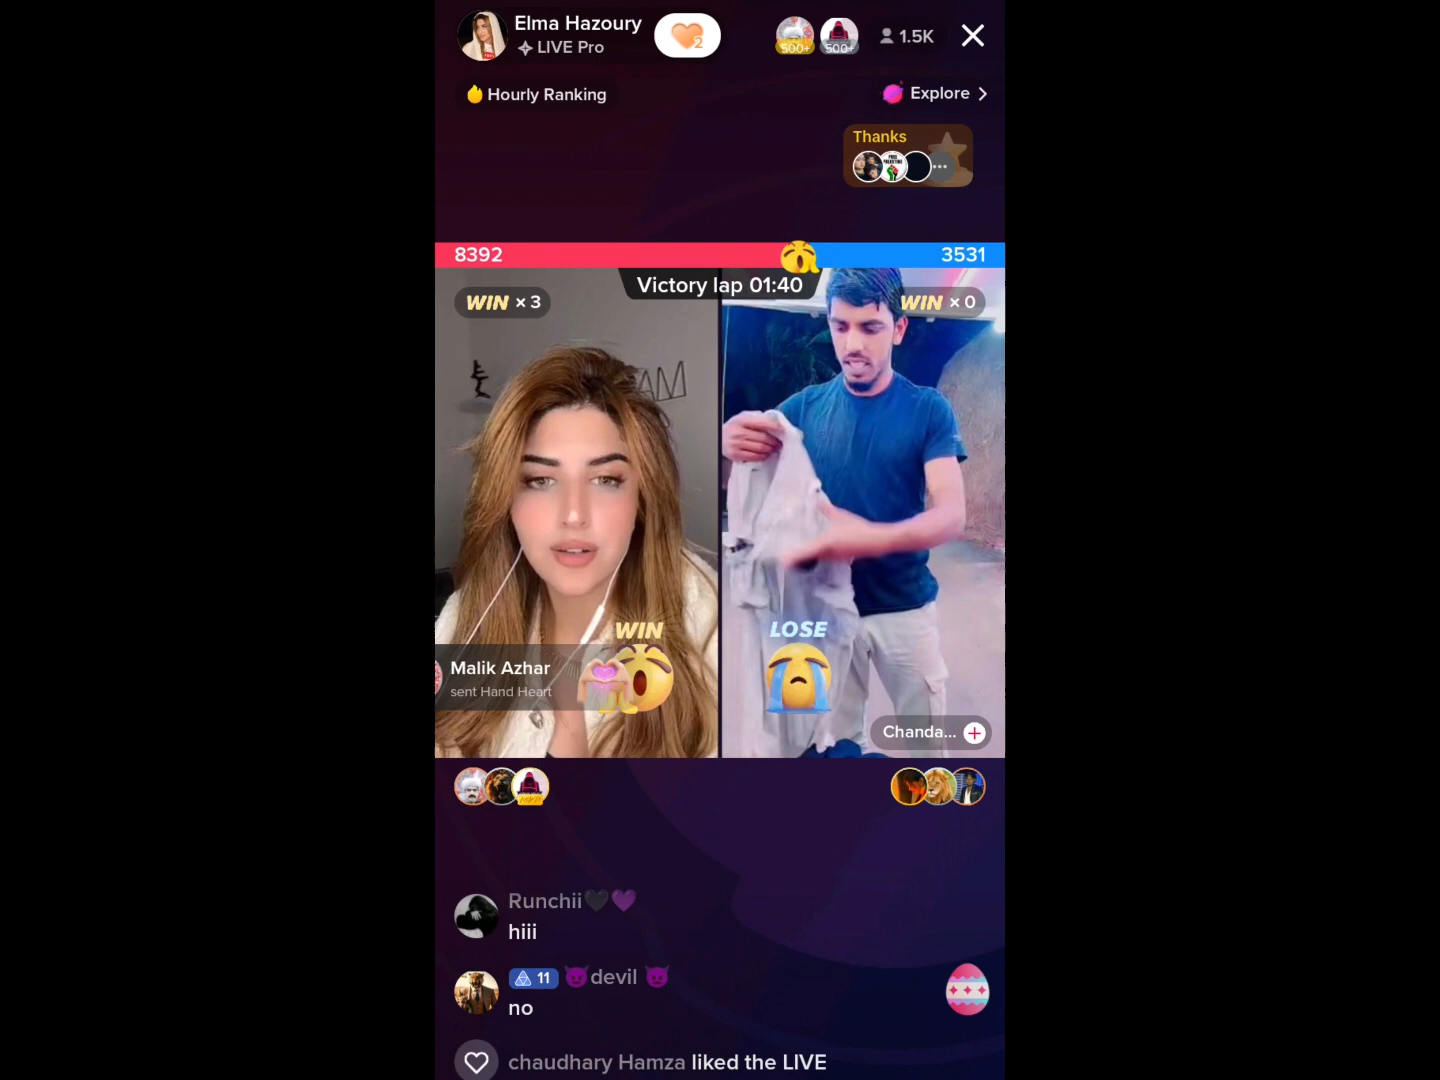 Elma Hazoury
LIVE Pro
2
500+
500+
1.5K
Hourly Ranking
Explore
Thanks
8392
3531
Victory lap 01:40
WIN × 3
WIN × 0
WIN
LOSE
Malik Azhar
sent Hand Heart
Chanda...
Runchii
hiii
11
devil
no
chaudhary Hamza liked the LIVE